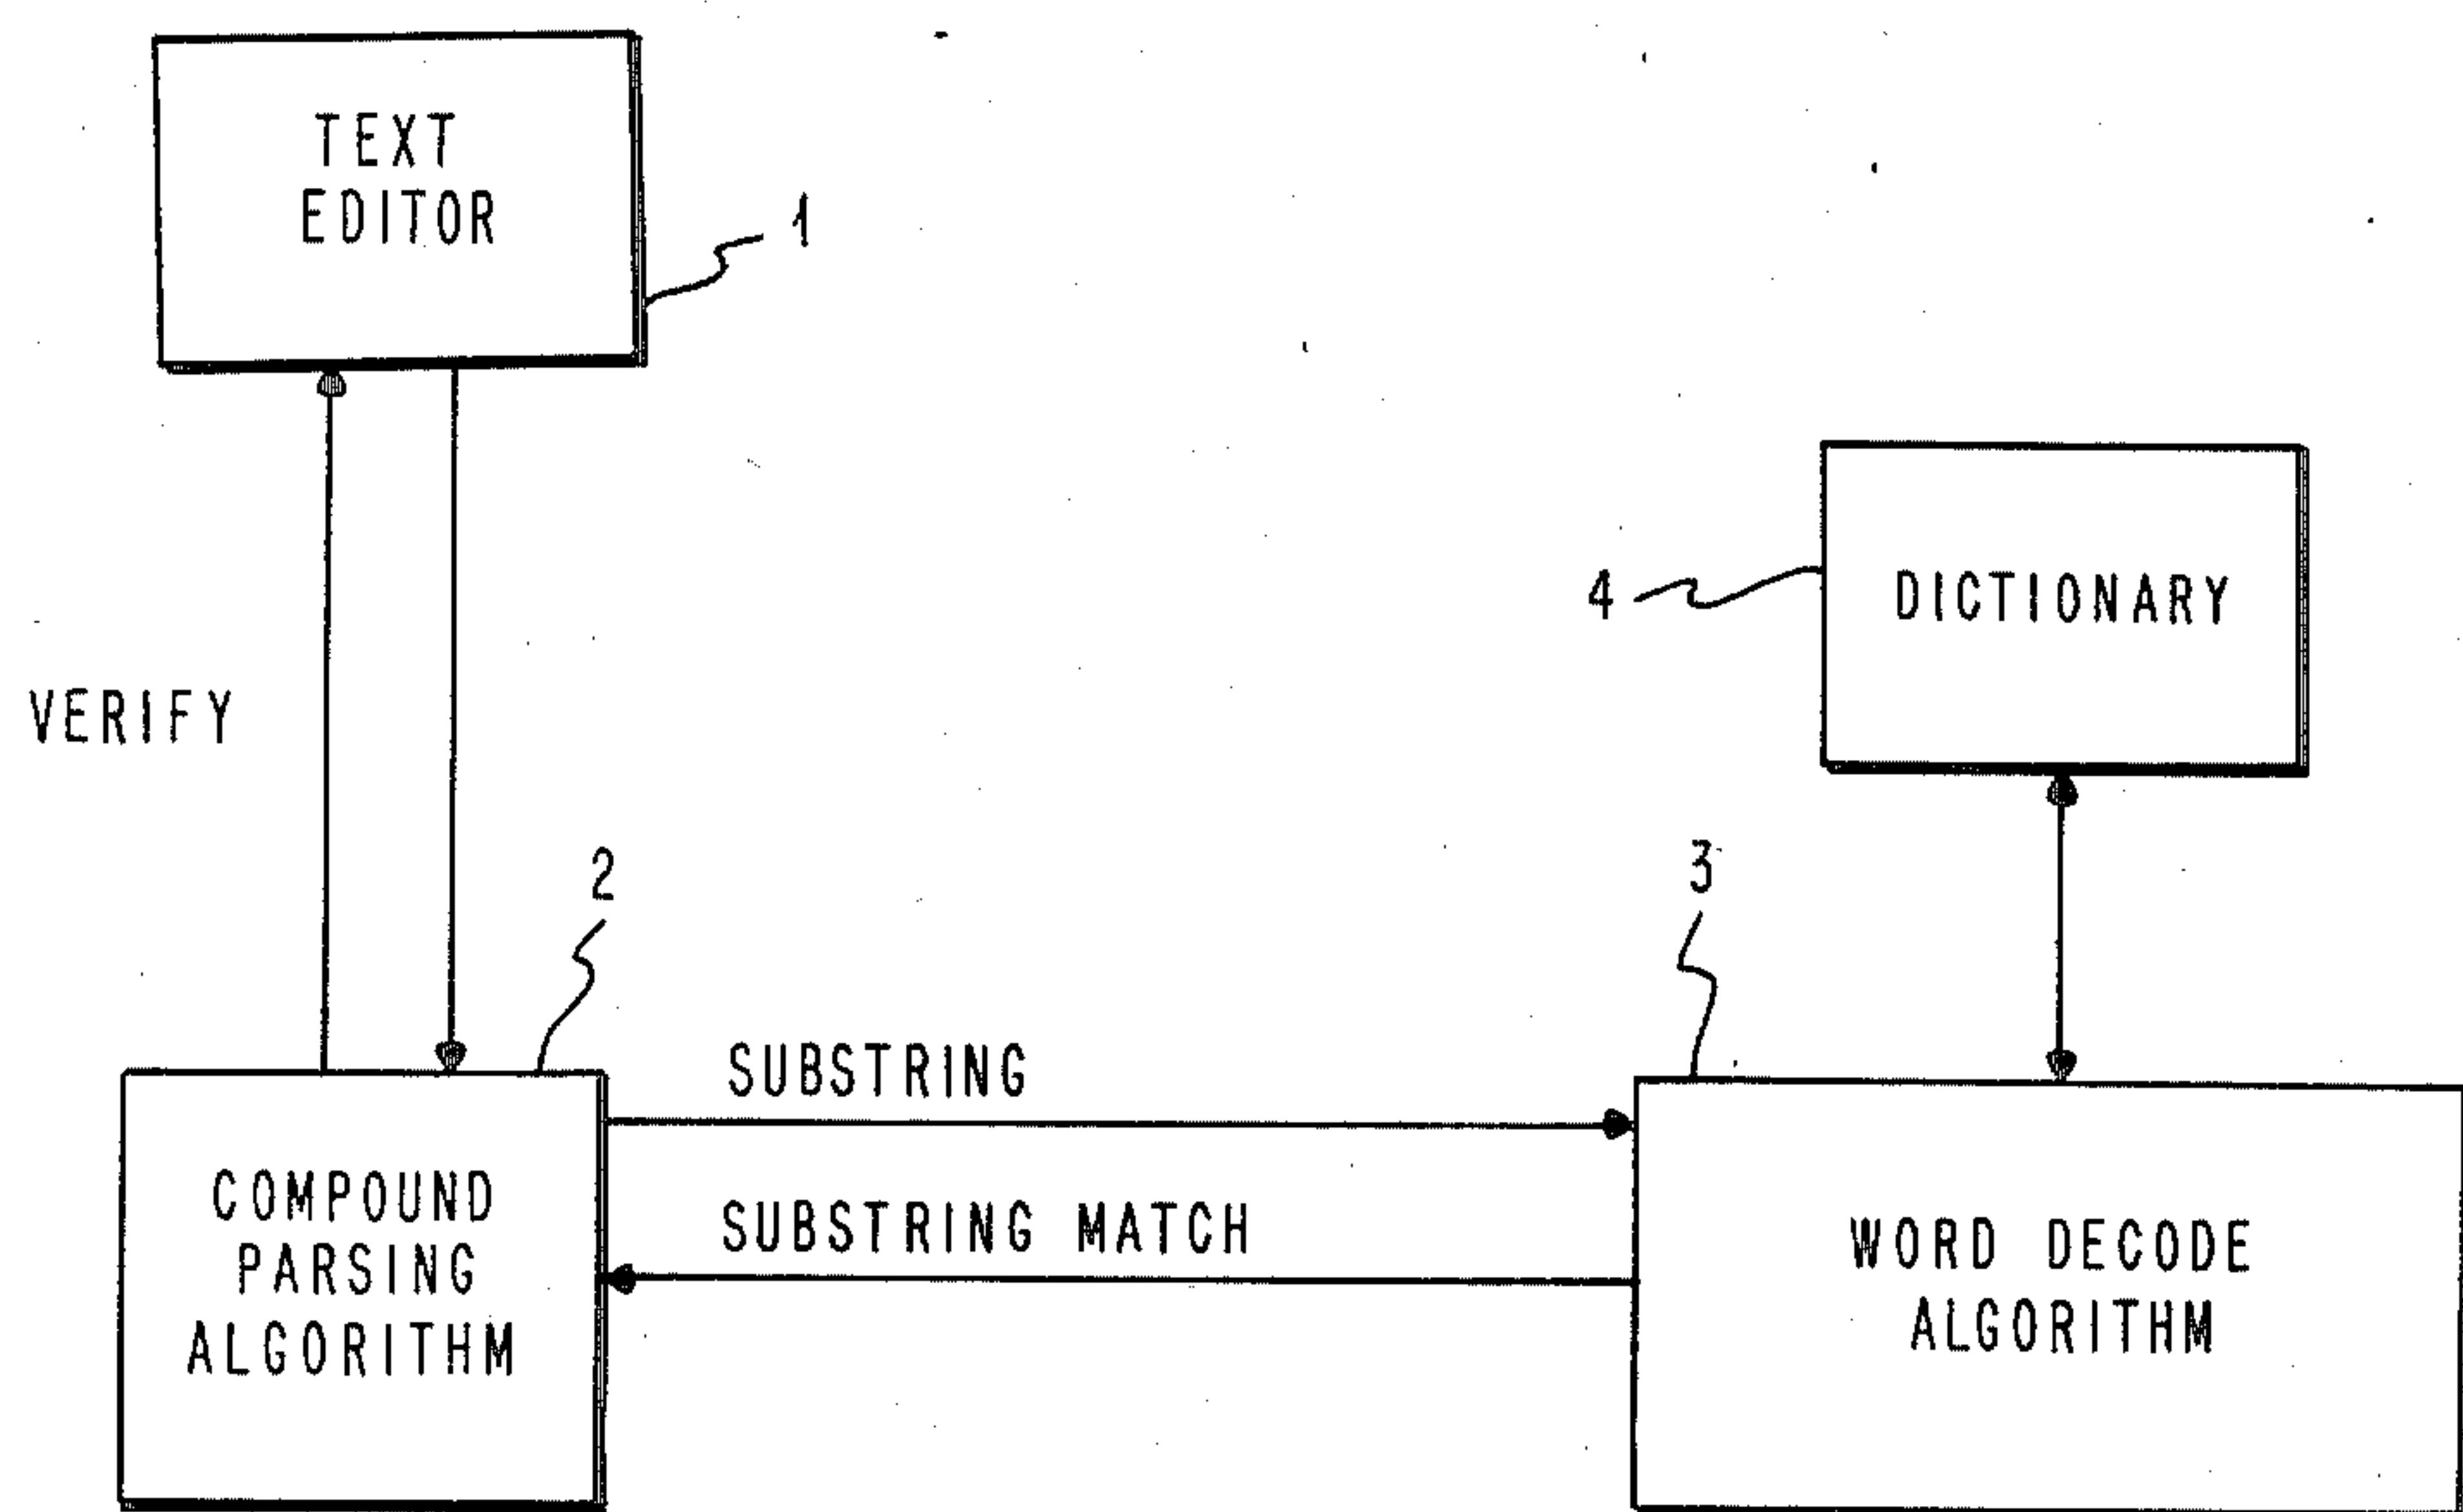 TEXT
EDITOR
1
4
DICTIONARY
VERIFY
2
3
SUBSTRING
COMPOUND
PARSING
ALGORITHM
SUBSTRING MATCH
WORD DECODE
ALGORITHM